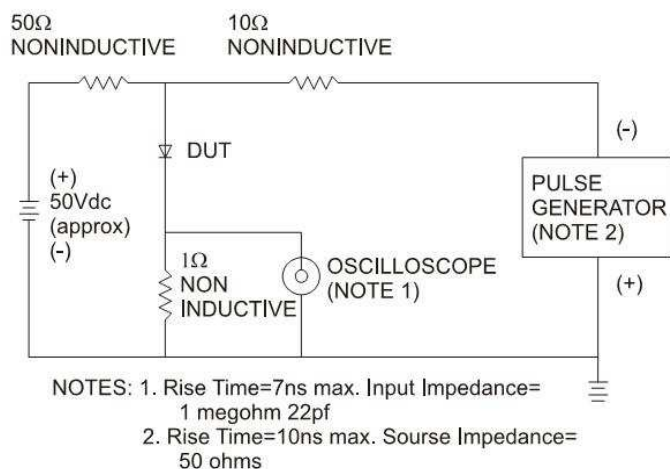 50Ω
NONINDUCTIVE
10Ω
NONINDUCTIVE
DUT
(+)
50Vdc
(approx)
(-)
1Ω
NON
INDUCTIVE
OSCILLOSCOPE
(NOTE 1)
(-)
PULSE
GENERATOR
(NOTE 2)
(+)
NOTES: 1. Rise Time=7ns max. Input Impedance=
1 megohm 22pf
2. Rise Time=10ns max. Sourse Impedance=
50 ohms